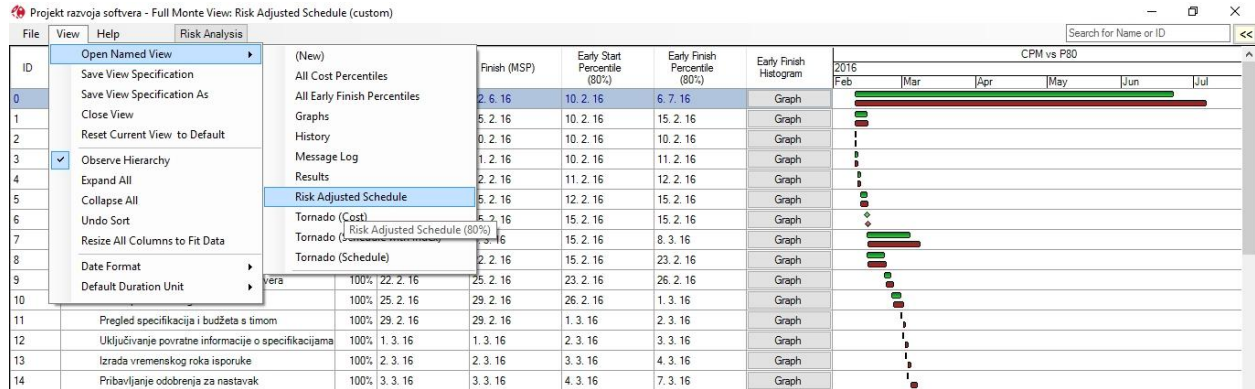 Projekt razvoja softvera - Full Monte View: Risk Adjusted Schedule (custom)
File View Help Risk Analysis Search for Name or ID <<
Open Named View
Save View Specification
Save View Specification As
Close View
Reset Current View to Default
Observe Hierarchy
Expand All
Collapse All
Undo Sort
Resize All Columns to Fit Data
Date Format
Default Duration Unit
(New)
All Cost Percentiles
All Early Finish Percentiles
Graphs
History
Message Log
Results
Risk Adjusted Schedule
Tornado (Cost)
Risk Adjusted Schedule (80%)
Tornado (Schedule)
ID Finish (MSP) Early Start Percentile (80%) Early Finish Percentile (80%) Early Finish Histogram CPM vs P80
2016
Feb Mar Apr May Jun Jul
0 2. 6. 16 10. 2. 16 6. 7. 16 Graph
1 5. 2. 16 10. 2. 16 15. 2. 16 Graph
2 0. 2. 16 10. 2. 16 10. 2. 16 Graph
3 1. 2. 16 10. 2. 16 11. 2. 16 Graph
4 2. 2. 16 11. 2. 16 12. 2. 16 Graph
5 5. 2. 16 12. 2. 16 15. 2. 16 Graph
6 5. 2. 16 15. 2. 16 15. 2. 16 Graph
7 15. 2. 16 8. 3. 16 Graph
8 2. 2. 16 15. 2. 16 23. 2. 16 Graph
9 vera 100% 22. 2. 16 25. 2. 16 23. 2. 16 26. 2. 16 Graph
10 100% 25. 2. 16 29. 2. 16 26. 2. 16 1. 3. 16 Graph
11 Pregled specifikacija i budžeta s timom 100% 29. 2. 16 29. 2. 16 1. 3. 16 2. 3. 16 Graph
12 Uključivanje povratne informacije o specifikacijama 100% 1. 3. 16 1. 3. 16 2. 3. 16 3. 3. 16 Graph
13 Izrada vremenskog roka isporuke 100% 2. 3. 16 2. 3. 16 3. 3. 16 4. 3. 16 Graph
14 Pribavljanje odobrenja za nastavak 100% 3. 3. 16 3. 3. 16 4. 3. 16 7. 3. 16 Graph